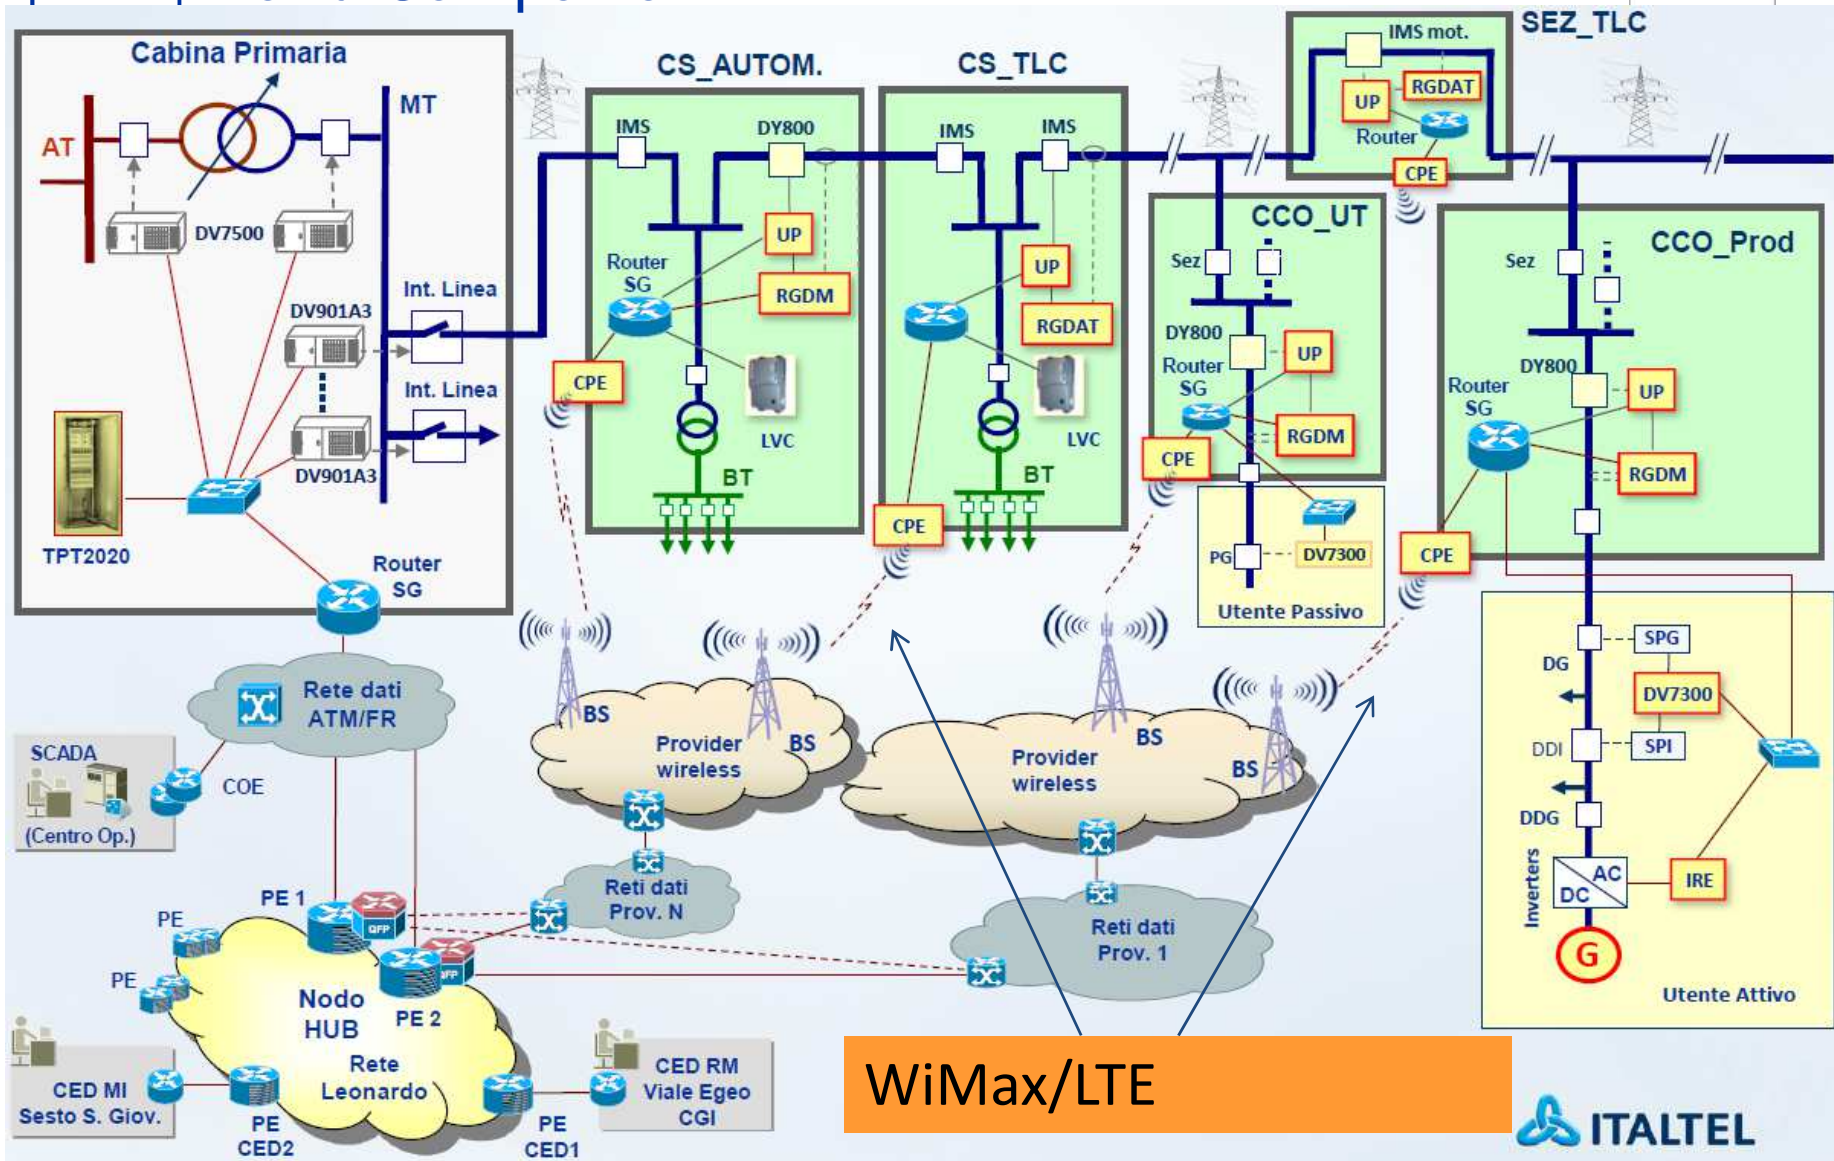 SEZ_TLC
Cabina Primaria
AT
MT
DV7500
Int. Linea
DV901A3
Int. Linea
DV901A3
TPT2020
Router
SG
CS_AUTOM.
IMS
DY800
UP
Router
SG
RGDM
CPE
LVC
BT
CS_TLC
IMS
IMS
UP
RGDAT
LVC
BT
CPE
IMS mot.
RGDAT
UP
Router
CPE
CCO_UT
Sez
DY800
UP
Router
SG
RGDM
CPE
PG
DV7300
Utente Passivo
CCO_Prod
Sez
DY800
UP
Router
SG
RGDM
CPE
SPG
DG
DV7300
DDI
SPI
DDG
Inverters
AC
DC
IRE
G
Utente Attivo
Rete dati
ATM/FR
SCADA
(Centro Op.)
COE
BS
BS
Provider
wireless
BS
BS
Provider
wireless
PE 1
QFP
PE
PE
QFP
PE 2
Reti dati
Prov. N
Reti dati
Prov. 1
Nodo
HUB
Rete
Leonardo
CED MI
Sesto S. Giov.
PE
CED2
PE
CED1
CED RM
Viale Egeo
CGI
WiMax/LTE
ITALTEL